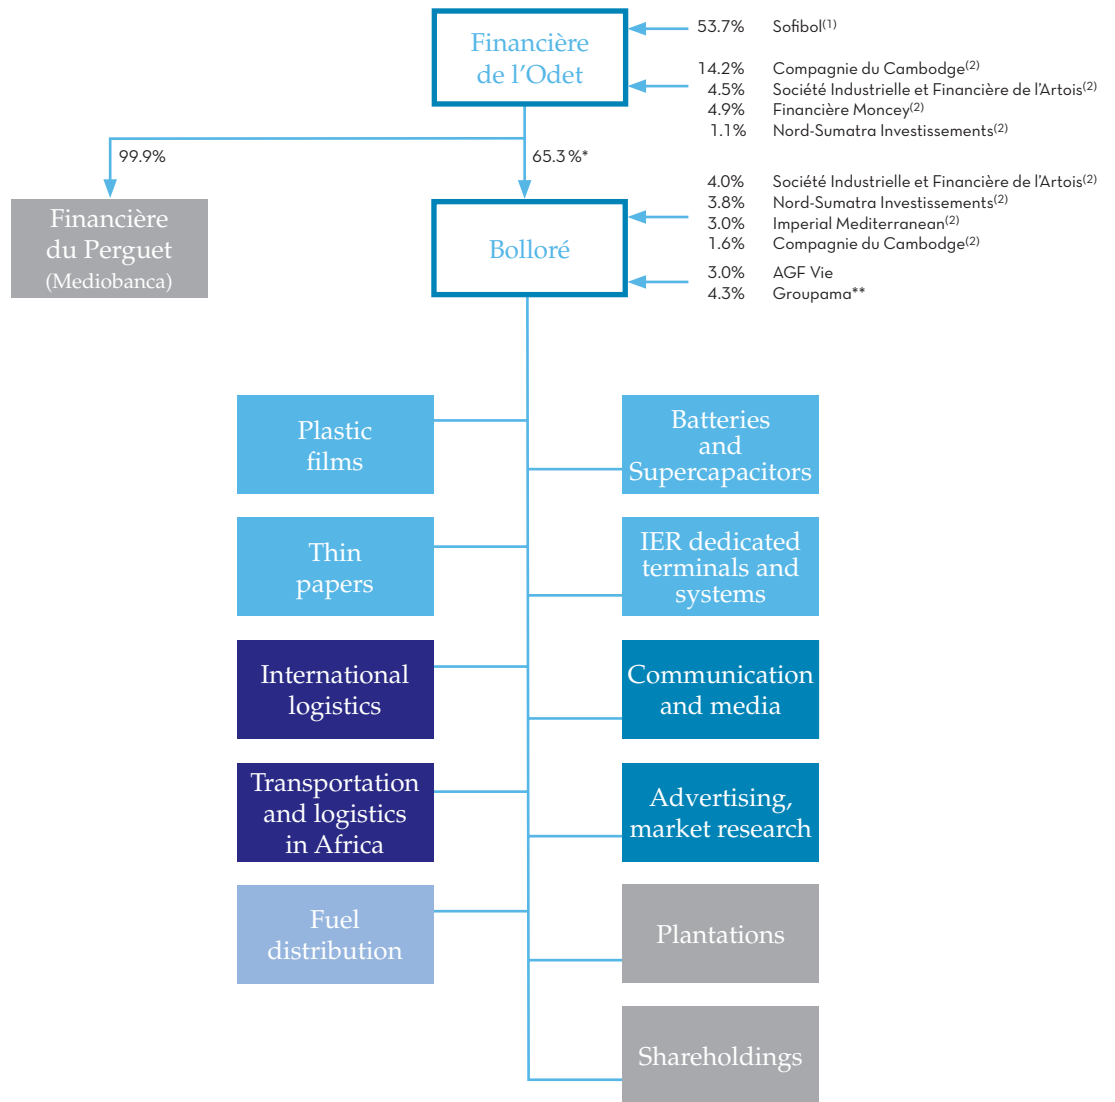 Financière
de l'Odet
53.7% Sofibol(1)
14.2% Compagnie du Cambodge(2)
4.5% Société Industrielle et Financière de l'Artois(2)
4.9% Financière Moncey(2)
1.1% Nord-Sumatra Investissements(2)
99.9%
65.3 %*
Financière
du Perguet
(Mediobanca)
Bolloré
4.0% Société Industrielle et Financière de l'Artois(2)
3.8% Nord-Sumatra Investissements(2)
3.0% Imperial Mediterranean(2)
1.6% Compagnie du Cambodge(2)
3.0% AGF Vie
4.3% Groupama**
Plastic
films
Batteries
and
Supercapacitors
Thin
papers
IER dedicated
terminals and
systems
International
logistics
Communication
and media
Transportation
and logistics
in Africa
Advertising,
market research
Fuel
distribution
Plantations
Shareholdings